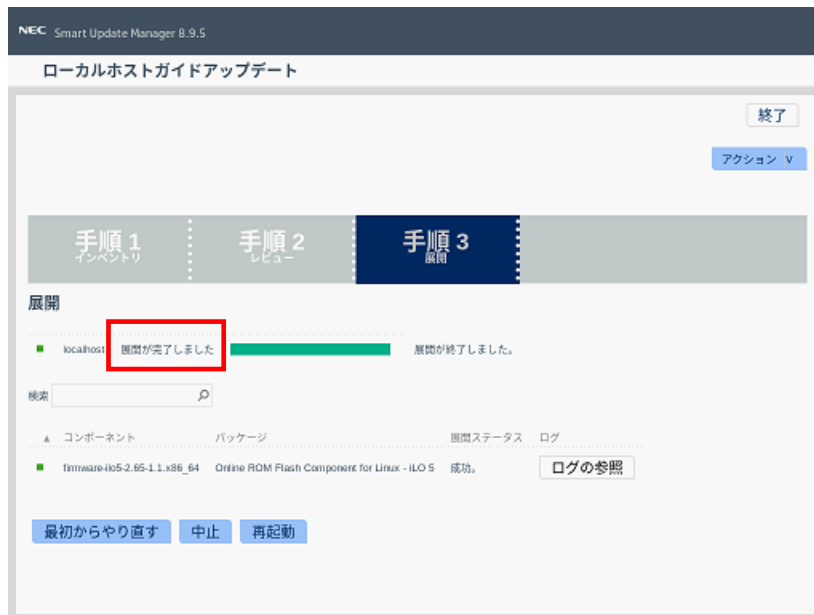 NEC Smart Update Manager 8.9.5
ローカルホストガイドアップデート
終了
アクション ∨
手順 1
インベントリ
手順 2
レビュー
手順 3
展開
展開
localhost 展開が完了しました 展開が終了しました。
検索
▲ コンポーネント パッケージ 展開ステータス ログ
firmware-ilo5-2.65-1.1.x86_64 Online ROM Flash Component for Linux - iLO 5 成功。 ログの参照
最初からやり直す 中止 再起動